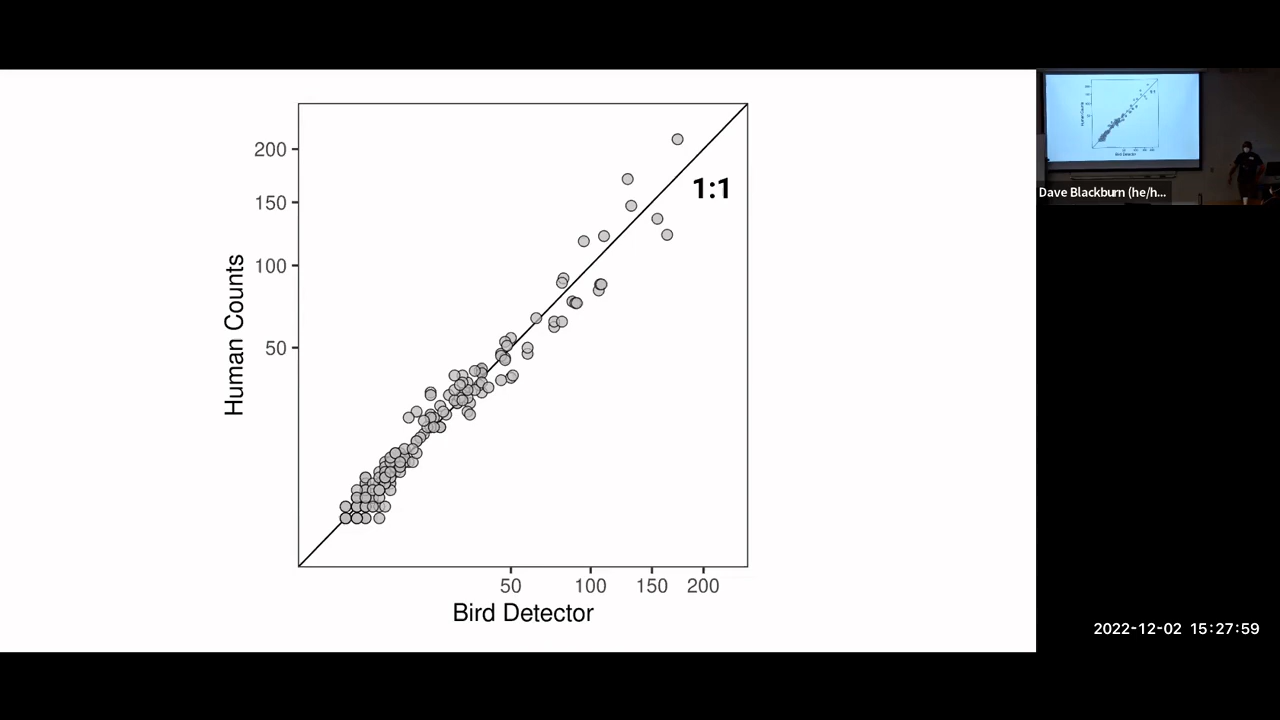 200
150
1:1
100
50
Human Counts
50 100 150 200
Bird Detector
Dave Blackburn (he/h...
2022-12-02 15:27:59